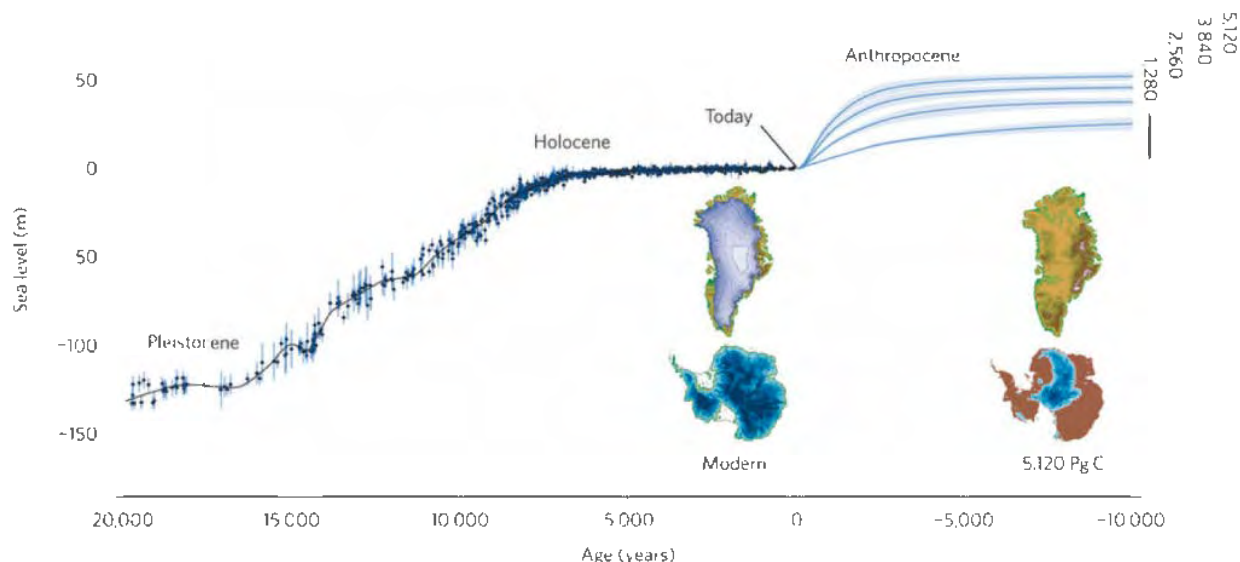 5,120
3 840
2,560
1,280
Anthropocene
50
Today
Holocene
0
50
Sea level (m)
Pleistocene
-100
-150
Modern
5,120 Pg C
20,000
15 000
10 000
5 000
0
-5,000
-10 000
Age (years)